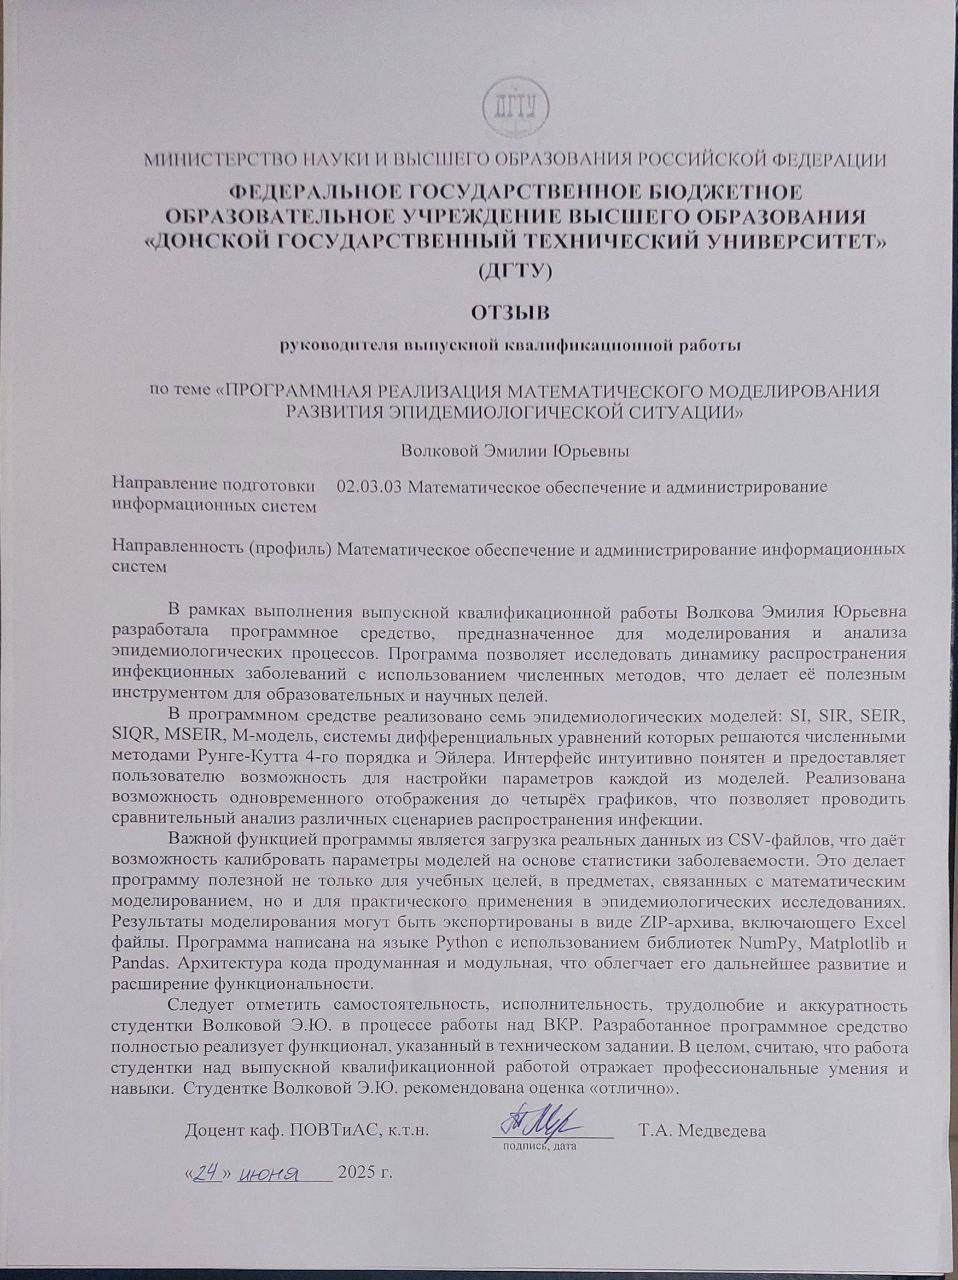 ДГТУ
МИНИСТЕРСТВО НАУКИ И ВЫСШЕГО ОБРАЗОВАНИЯ РОССИЙСКОЙ ФЕДЕРАЦИИ
ФЕДЕРАЛЬНОЕ ГОСУДАРСТВЕННОЕ БЮДЖЕТНОЕ
ОБРАЗОВАТЕЛЬНОЕ УЧРЕЖДЕНИЕ ВЫСШЕГО ОБРАЗОВАНИЯ
«ДОНСКОЙ ГОСУДАРСТВЕННЫЙ ТЕХНИЧЕСКИЙ УНИВЕРСИТЕТ»
(ДГТУ)
ОТЗЫВ
руководителя выпускной квалификационной работы
по теме «ПРОГРАММНАЯ РЕАЛИЗАЦИЯ МАТЕМАТИЧЕСКОГО МОДЕЛИРОВАНИЯ
РАЗВИТИЯ ЭПИДЕМИОЛОГИЧЕСКОЙ СИТУАЦИИ»
Волковой Эмилии Юрьевны
Направление подготовки 02.03.03 Математическое обеспечение и администрирование
информационных систем
Направленность (профиль) Математическое обеспечение и администрирование информационных
систем
В рамках выполнения выпускной квалификационной работы Волкова Эмилия Юрьевна
разработала программное средство, предназначенное для моделирования и анализа
эпидемиологических процессов. Программа позволяет исследовать динамику распространения
инфекционных заболеваний с использованием численных методов, что делает её полезным
инструментом для образовательных и научных целей.
В программном средстве реализовано семь эпидемиологических моделей: SI, SIR, SEIR,
SIQR, MSEIR, М-модель, системы дифференциальных уравнений которых решаются численными
методами Рунге-Кутта 4-го порядка и Эйлера. Интерфейс интуитивно понятен и предоставляет
пользователю возможность для настройки параметров каждой из моделей. Реализована
возможность одновременного отображения до четырёх графиков, что позволяет проводить
сравнительный анализ различных сценариев распространения инфекции.
Важной функцией программы является загрузка реальных данных из CSV-файлов, что даёт
возможность калибровать параметры моделей на основе статистики заболеваемости. Это делает
программу полезной не только для учебных целей, в предметах, связанных с математическим
моделированием, но и для практического применения в эпидемиологических исследованиях.
Результаты моделирования могут быть экспортированы в виде ZIP-архива, включающего Excel
файлы. Программа написана на языке Python с использованием библиотек NumPy, Matplotlib и
Pandas. Архитектура кода продуманная и модульная, что облегчает его дальнейшее развитие и
расширение функциональности.
Следует отметить самостоятельность, исполнительность, трудолюбие и аккуратность
студентки Волковой Э.Ю. в процессе работы над ВКР. Разработанное программное средство
полностью реализует функционал, указанный в техническом задании. В целом, считаю, что работа
студентки над выпускной квалификационной работой отражает профессиональные умения и
навыки. Студентке Волковой Э.Ю. рекомендована оценка «отлично».
Доцент каф. ПОВТиАС, к.т.н. Т.А. Медведева
подпись, дата
«24» июня 2025 г.